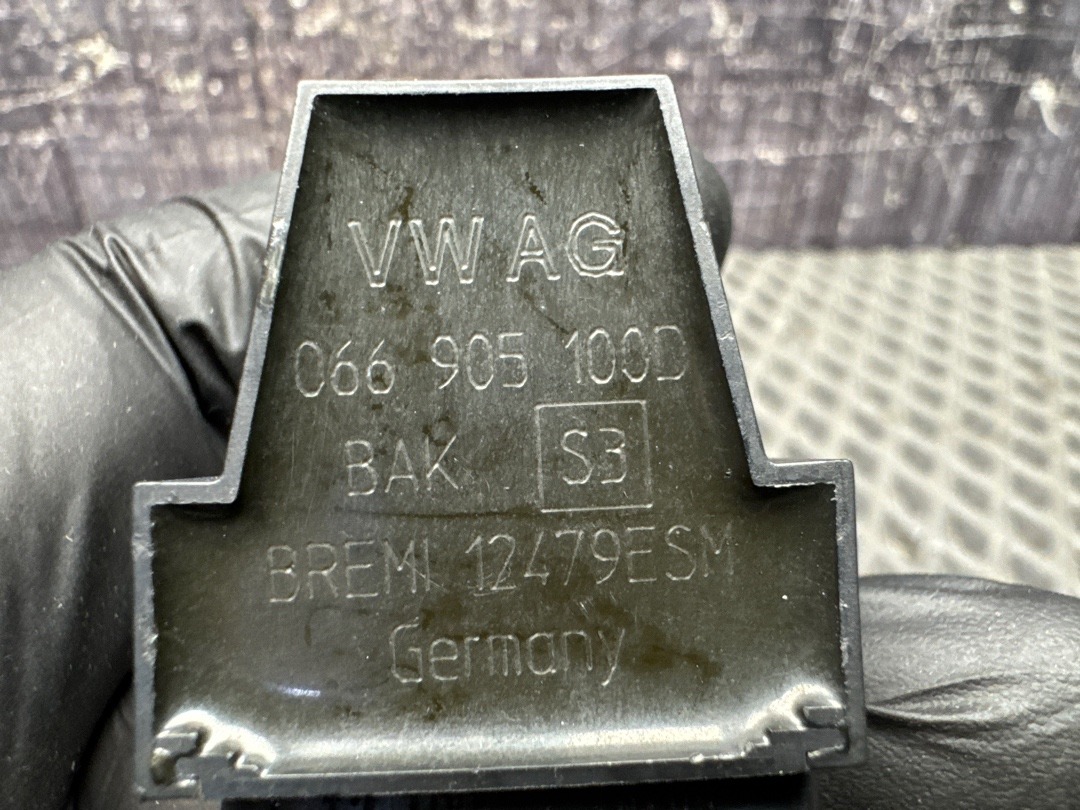 VW AG
066 905 100D
BAK S3
BREMI 12479ESM
Germany